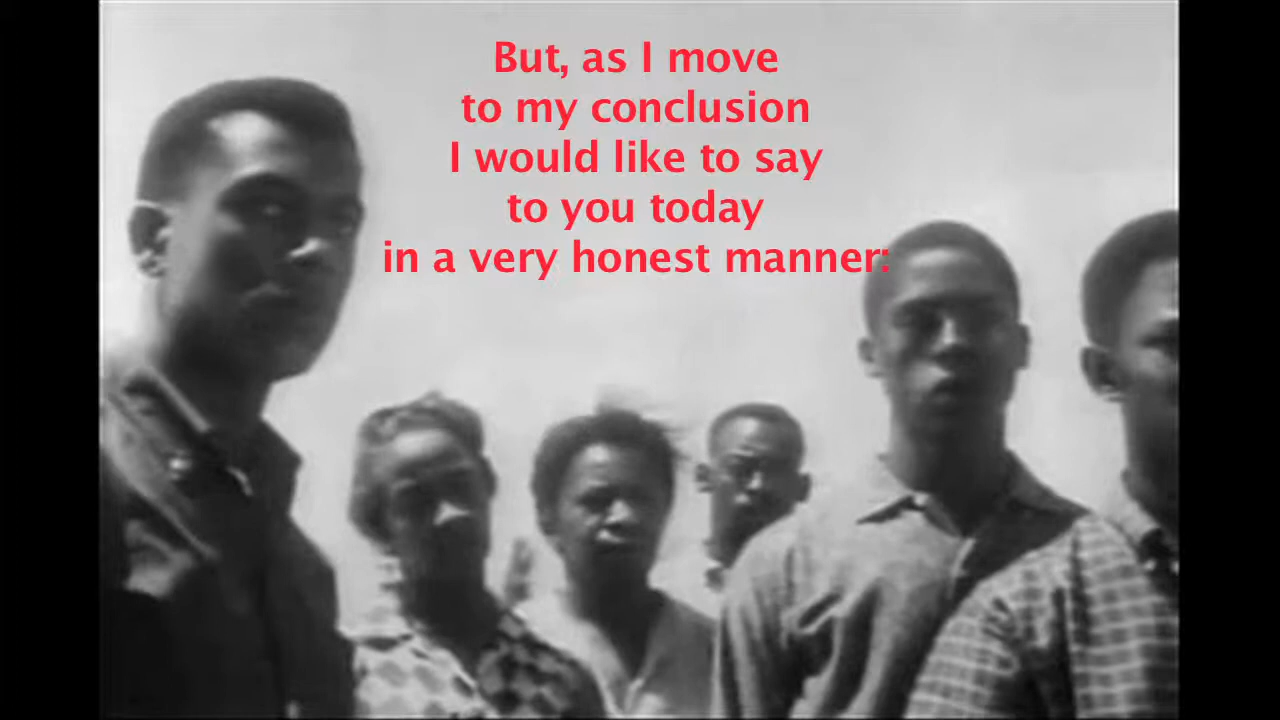 But, as I move
to my conclusion
I would like to say
to you today
in a very honest manner: